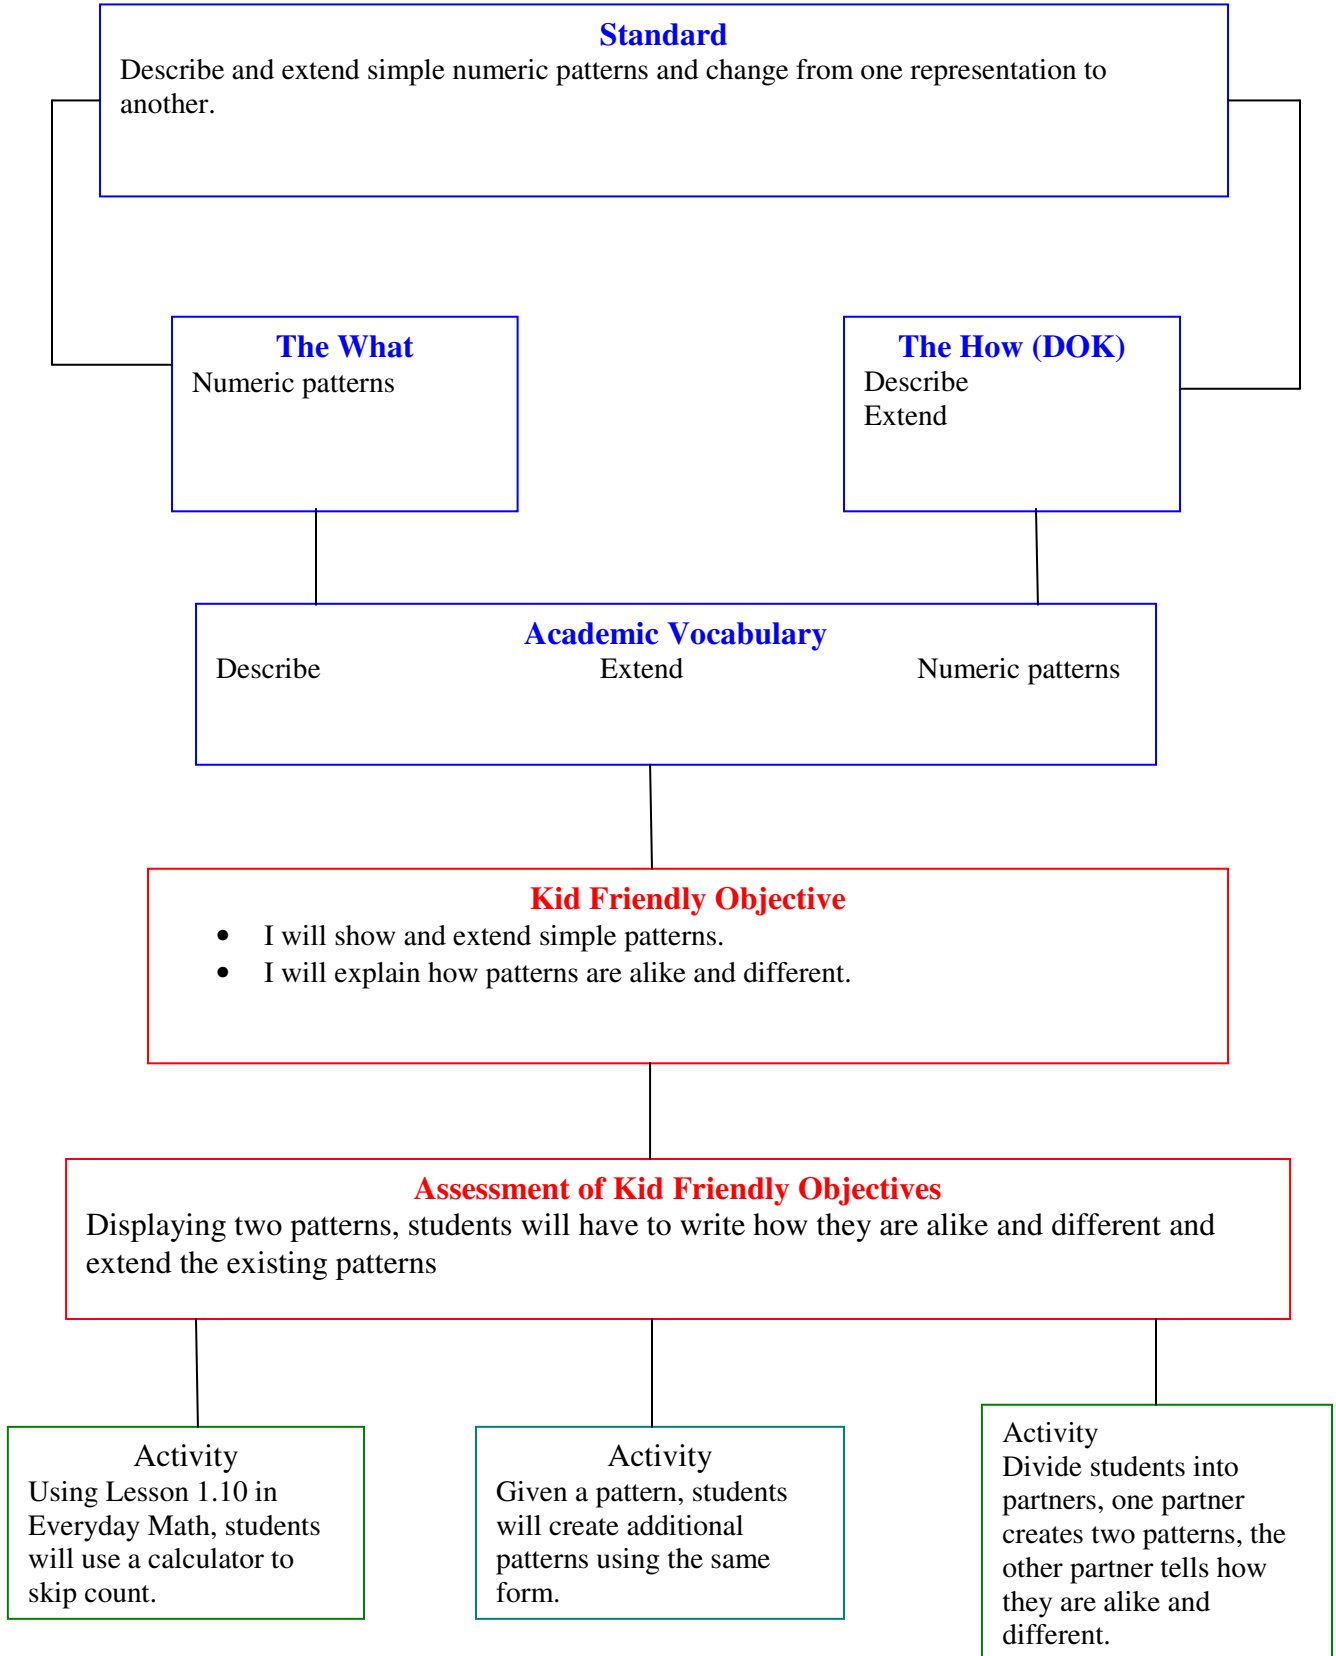 Standard
Describe and extend simple numeric patterns and change from one representation to
another.
The What
Numeric patterns
The How (DOK)
Describe
Extend
Academic Vocabulary
Describe Extend Numeric patterns
Kid Friendly Objective
• I will show and extend simple patterns.
• I will explain how patterns are alike and different.
Assessment of Kid Friendly Objectives
Displaying two patterns, students will have to write how they are alike and different and
extend the existing patterns
Activity
Using Lesson 1.10 in
Everyday Math, students
will use a calculator to
skip count.
Activity
Given a pattern, students
will create additional
patterns using the same
form.
Activity
Divide students into
partners, one partner
creates two patterns, the
other partner tells how
they are alike and
different.